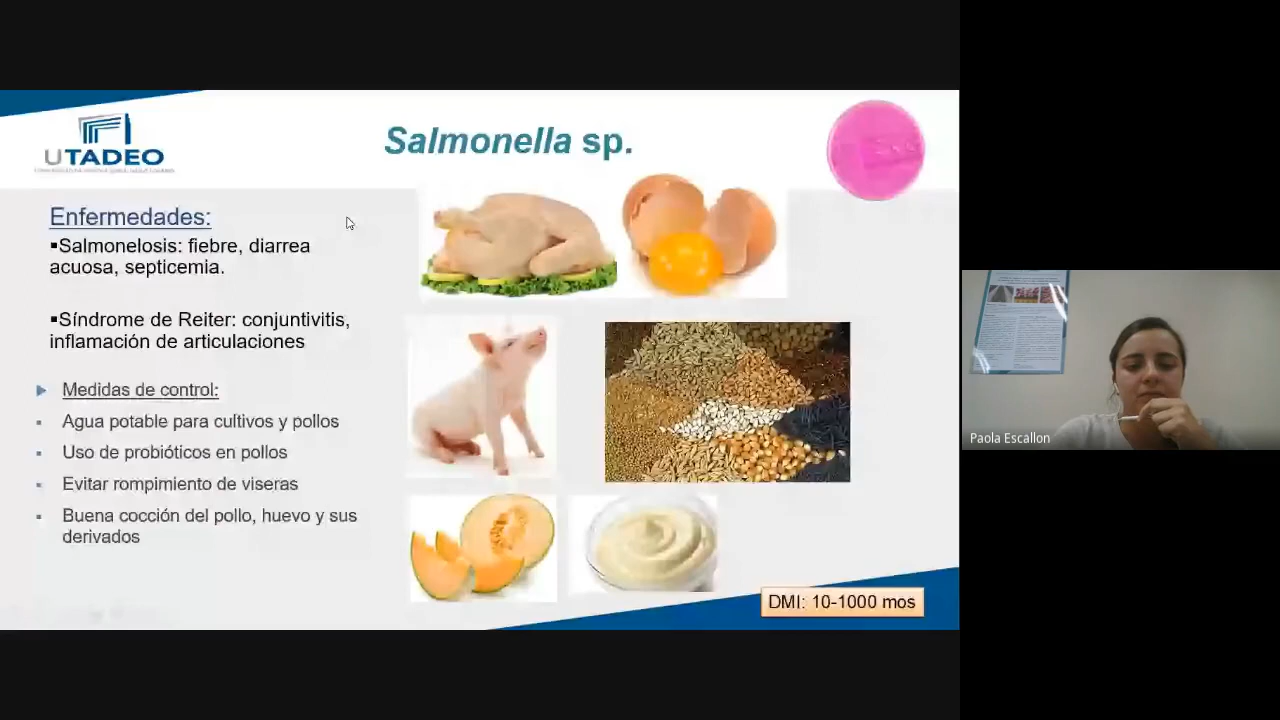 UTADEO
Salmonella sp.
Enfermedades:
▪Salmonelosis: fiebre, diarrea
acuosa, septicemia.
▪Síndrome de Reiter: conjuntivitis,
inflamación de articulaciones
Medidas de control:
Agua potable para cultivos y pollos
Uso de probióticos en pollos
Evitar rompimiento de viseras
Buena cocción del pollo, huevo y sus
derivados
DMI: 10-1000 mos
Paola Escallon